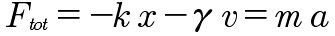 F_tot = −k x − γ v = m a